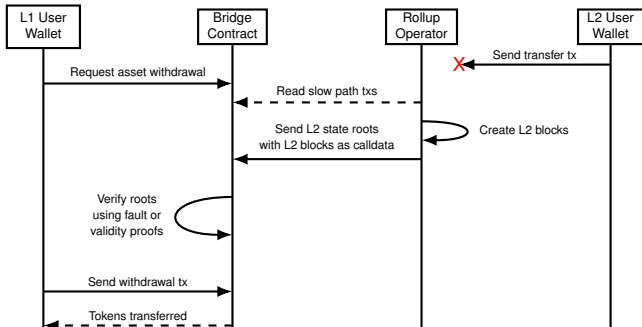 L1 User
Wallet
Bridge
Contract
Rollup
Operator
L2 User
Wallet
Send transfer tx
X
Request asset withdrawal
Read slow path txs
Send L2 state roots
with L2 blocks as calldata
Create L2 blocks
Verify roots
using fault or
validity proofs
Send withdrawal tx
Tokens transferred